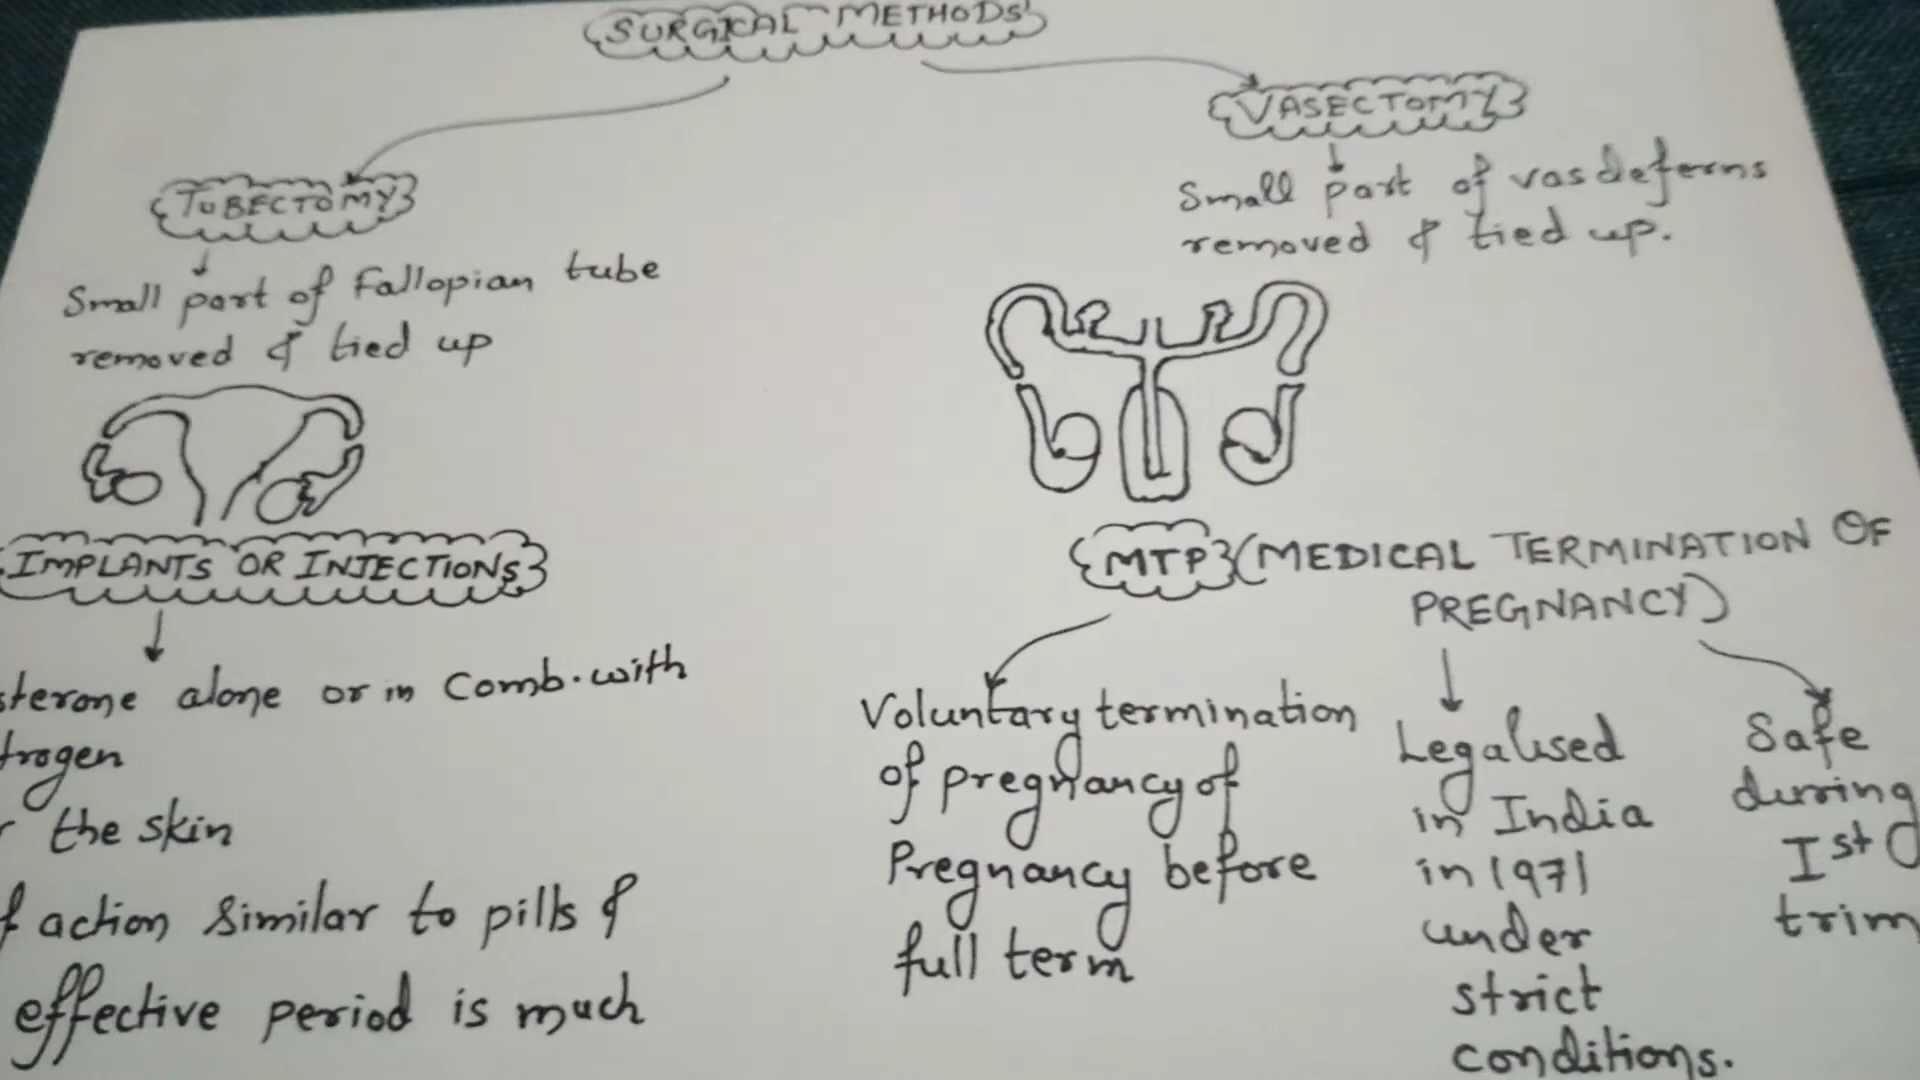 SURGICAL METHODS
TUBECTOMY
Small part of Fallopian tube
removed & tied up
VASECTOMY
Small part of vasdeferns
removed & tied up.
IMPLANTS OR INJECTIONS
sterone alone or in Comb. with
trogen
the skin
action Similar to pills &
effective period is much
MTP (MEDICAL TERMINATION OF
PREGNANCY)
Voluntary termination
of pregnancy of
Pregnancy before
full term
Legalised
in India
in 1971
under
strict
conditions.
Safe
during
Ist
trim